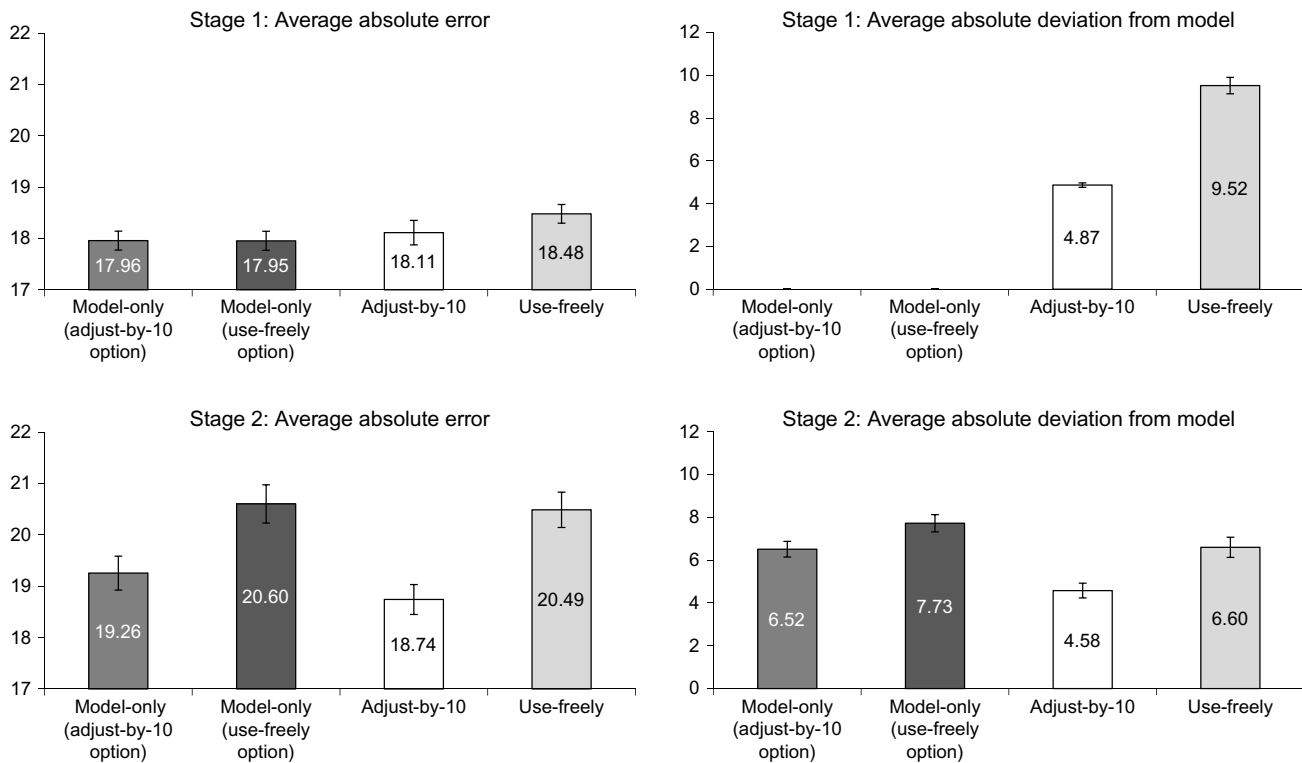 Stage 1: Average absolute error
22
21
20
19
18
17
17.96
17.95
18.11
18.48
Model-only
(adjust-by-10
option)
Model-only
(use-freely
option)
Adjust-by-10
Use-freely
Stage 1: Average absolute deviation from model
12
10
8
6
4
2
0
4.87
9.52
Model-only
(adjust-by-10
option)
Model-only
(use-freely
option)
Adjust-by-10
Use-freely
Stage 2: Average absolute error
22
21
20
19
18
17
19.26
20.60
18.74
20.49
Model-only
(adjust-by-10
option)
Model-only
(use-freely
option)
Adjust-by-10
Use-freely
Stage 2: Average absolute deviation from model
12
10
8
6
4
2
0
6.52
7.73
4.58
6.60
Model-only
(adjust-by-10
option)
Model-only
(use-freely
option)
Adjust-by-10
Use-freely